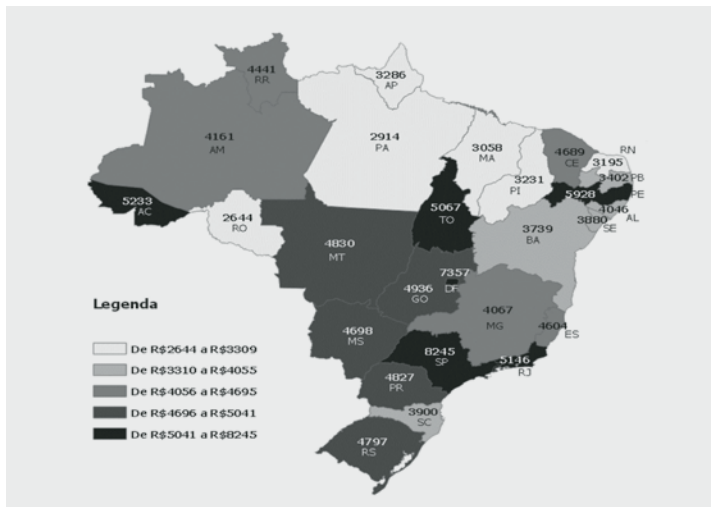 4441
RR
3286
AP
4161
AM
2914
PA
3058
MA
4689
CE
RN
3195
3402 PB
3231
PI
5928 PE
5233
AC
5067
TO
4046
AL
3880
SE
2644
RO
3739
BA
4830
MT
7357
DF
4936
GO
Legenda
4067
MG
4604
ES
De R$2644 a R$3309
4698
MS
8245
SP
5146
RJ
De R$3310 a R$4055
4827
PR
De R$4056 a R$4695
De R$4696 a R$5041
3900
SC
De R$5041 a R$8245
4797
RS